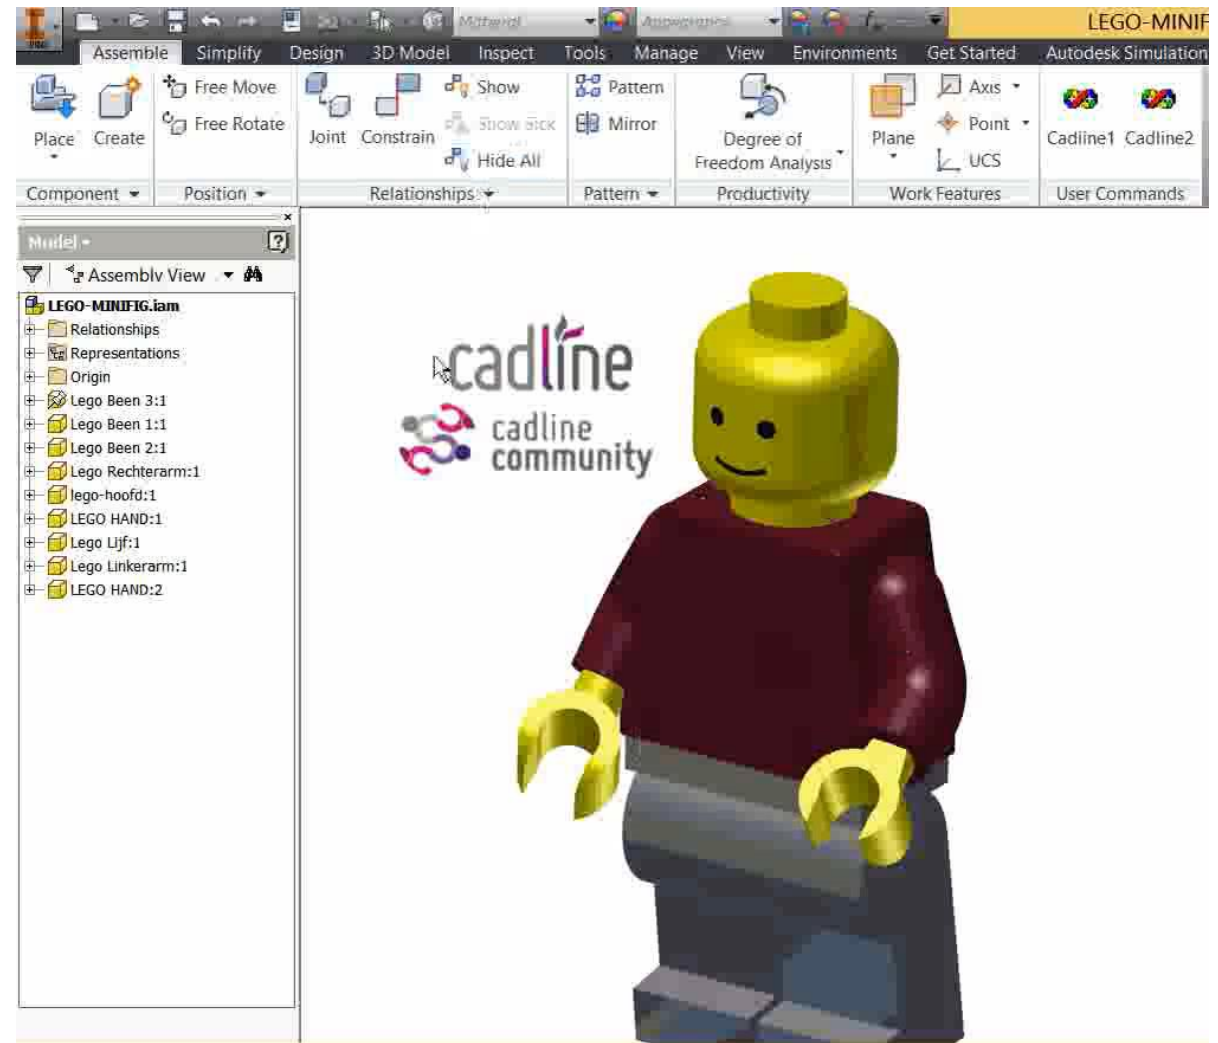 Material
Appearance
LEGO-MINIF
Assemble Simplify Design 3D Model Inspect Tools Manage View Environments Get Started Autodesk Simulation
Free Move Show Pattern Axis
Free Rotate Show Sick Mirror Point
Place Create Joint Constrain Degree of Plane Cadline1 Cadline2
Hide All Freedom Analysis UCS
Component Position Relationships Pattern Productivity Work Features User Commands
Model
Assembly View
LEGO-MINIFIG.iam
Relationships
Representations
Origin
Lego Been 3:1
Lego Been 1:1
Lego Been 2:1
Lego Rechterarm:1
lego-hoofd:1
LEGO HAND:1
Lego Lijf:1
Lego Linkerarm:1
LEGO HAND:2
cadline
cadline
community